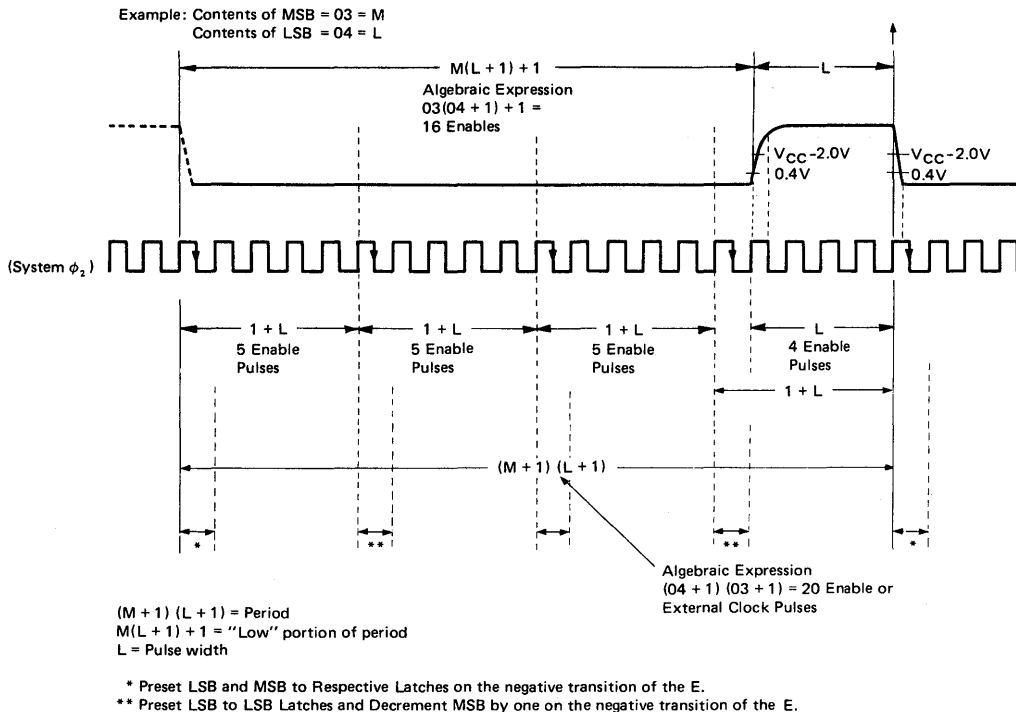 Example: Contents of MSB = 03 = M
Contents of LSB = 04 = L
M(L + 1) + 1
L
Algebraic Expression
03(04 + 1) + 1 =
16 Enables
VCC-2.0V
0.4V
VCC-2.0V
0.4V
(System ϕ2)
1 + L
5 Enable
Pulses
1 + L
5 Enable
Pulses
1 + L
5 Enable
Pulses
L
4 Enable
Pulses
1 + L
(M + 1) (L + 1)
*
**
**
*
Algebraic Expression
(04 + 1) (03 + 1) = 20 Enable or
External Clock Pulses
(M + 1) (L + 1) = Period
M(L + 1) + 1 = "Low" portion of period
L = Pulse width
* Preset LSB and MSB to Respective Latches on the negative transition of the E.
** Preset LSB to LSB Latches and Decrement MSB by one on the negative transition of the E.